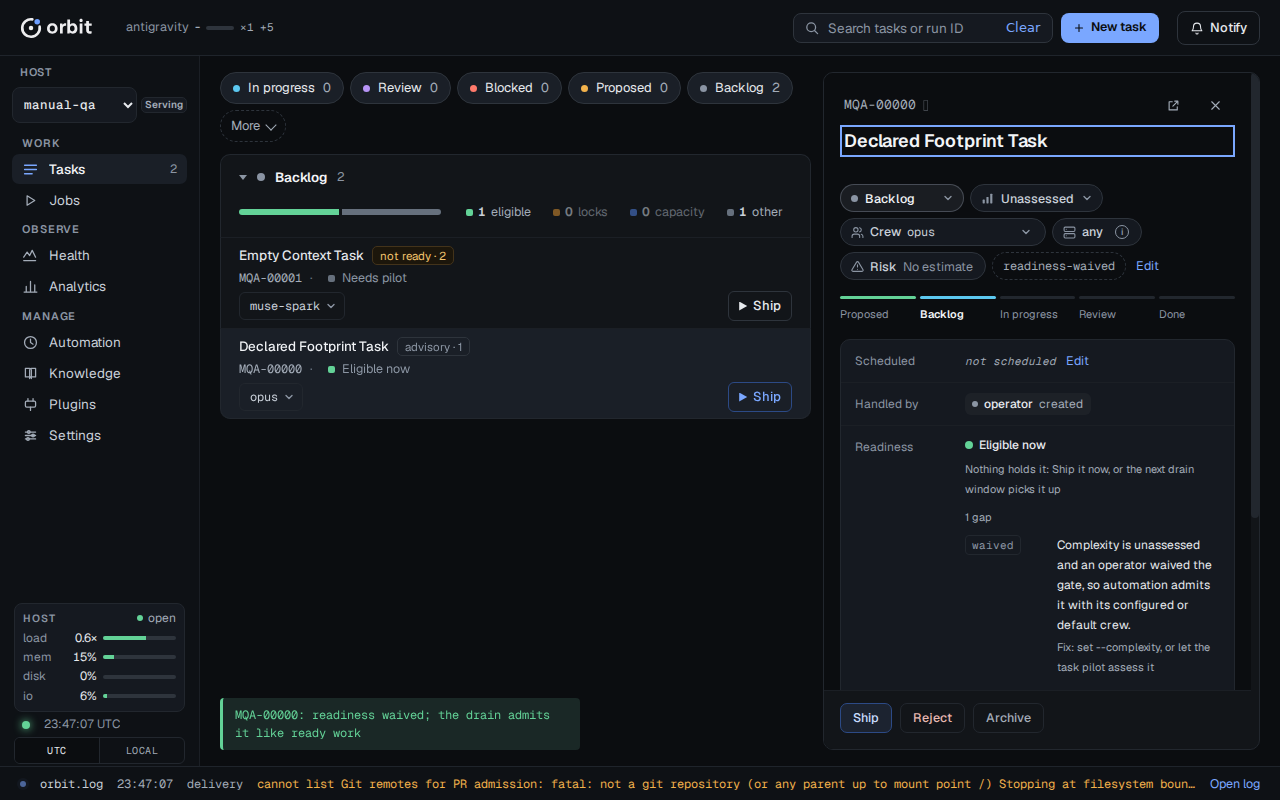 orbit
antigravity - ×1 +5
Search tasks or run ID Clear
+ New task
Notify
HOST
manual-qa Serving
WORK
Tasks 2
Jobs
OBSERVE
Health
Analytics
MANAGE
Automation
Knowledge
Plugins
Settings
HOST open
load 0.6×
mem 15%
disk 0%
io 6%
23:47:07 UTC
UTC LOCAL
In progress 0 Review 0 Blocked 0 Proposed 0 Backlog 2
More
Backlog 2
1 eligible 0 locks 0 capacity 1 other
Empty Context Task not ready · 2
MQA-00001 · Needs pilot
muse-spark Ship
Declared Footprint Task advisory · 1
MQA-00000 · Eligible now
opus Ship
MQA-00000: readiness waived; the drain admits
it like ready work
MQA-00000
Declared Footprint Task
Backlog Unassessed
Crew opus any
Risk No estimate readiness-waived Edit
Proposed Backlog In progress Review Done
Scheduled not scheduled Edit
Handled by operator created
Readiness Eligible now
Nothing holds it: Ship it now, or the next drain
window picks it up
1 gap
waived Complexity is unassessed
and an operator waived the
gate, so automation admits
it with its configured or
default crew.
Fix: set --complexity, or let the
task pilot assess it
Ship Reject Archive
orbit.log 23:47:07 delivery cannot list Git remotes for PR admission: fatal: not a git repository (or any parent up to mount point /) Stopping at filesystem boun… Open log